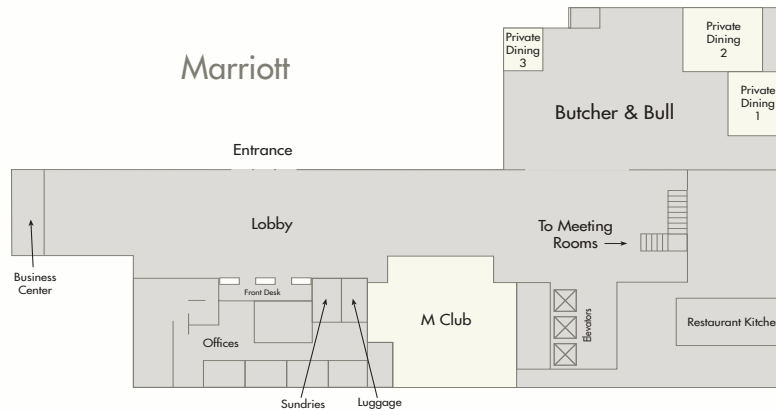 Marriott
Private
Dining
3
Private
Dining
2
Private
Dining
1
Butcher & Bull
Entrance
Lobby
To Meeting
Rooms
Business
Center
Front Desk
Offices
M Club
Elevators
Restaurant Kitche
Sundries
Luggage